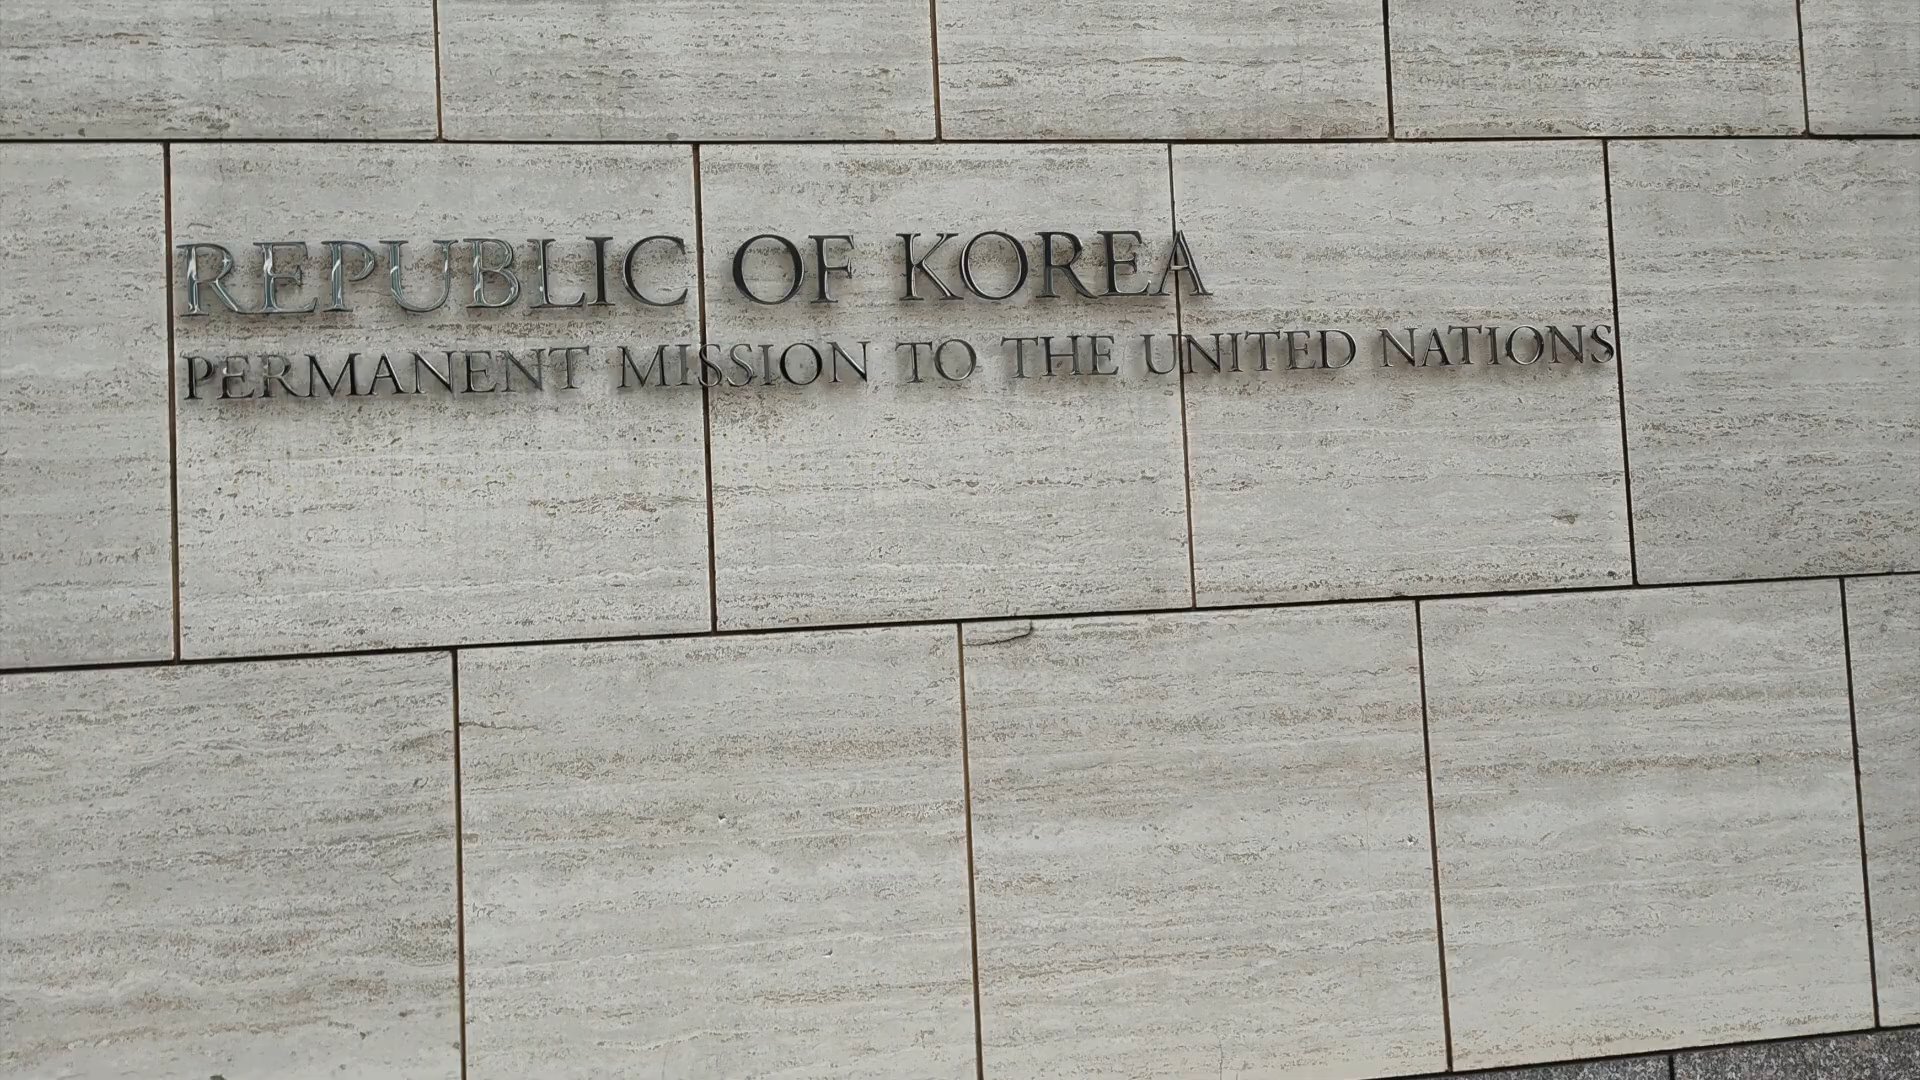 REPUBLIC OF KOREA
PERMANENT MISSION TO THE UNITED NATIONS